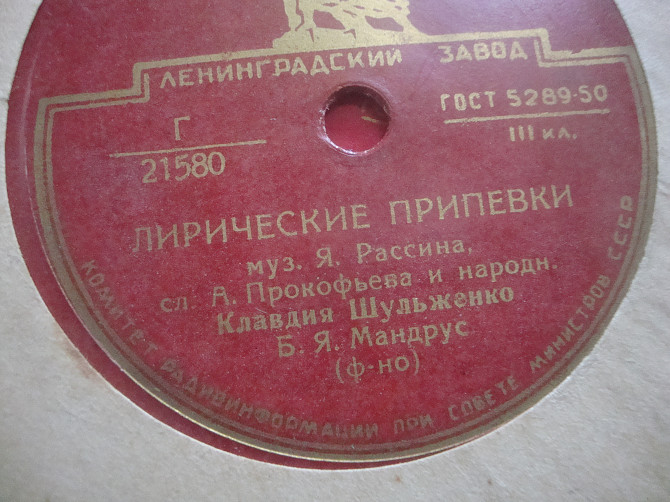 ЛЕНИНГРАДСКИЙ ЗАВОД
Г
21580
ГОСТ 5289-50
III кл.
ЛИРИЧЕСКИЕ ПРИПЕВКИ
муз. Я. Рассина,
сл. А. Прокофьева и народн.
Клавдия Шульженко
Б. Я. Мандрус
(ф-но)
КОМИТЕТ РАДИОИНФОРМАЦИИ ПРИ СОВЕТЕ МИНИСТРОВ СССР